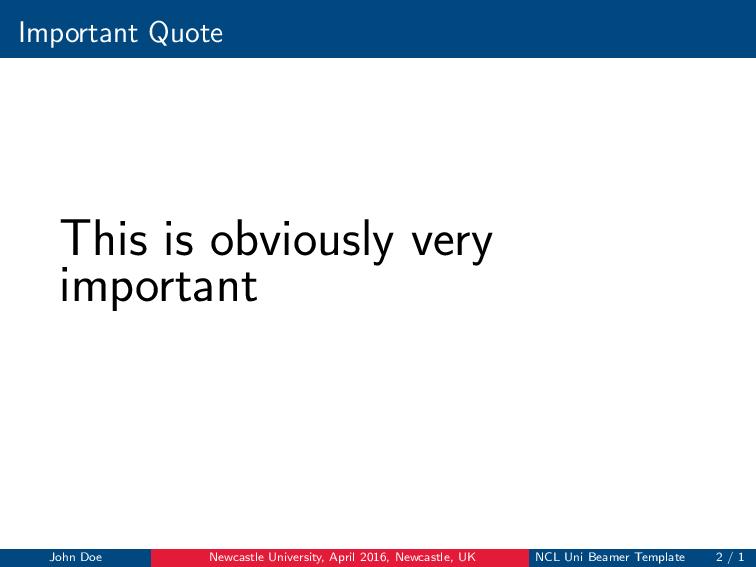 Important Quote
This is obviously very
important
John Doe
Newcastle University, April 2016, Newcastle, UK
NCL Uni Beamer Template
2 / 1